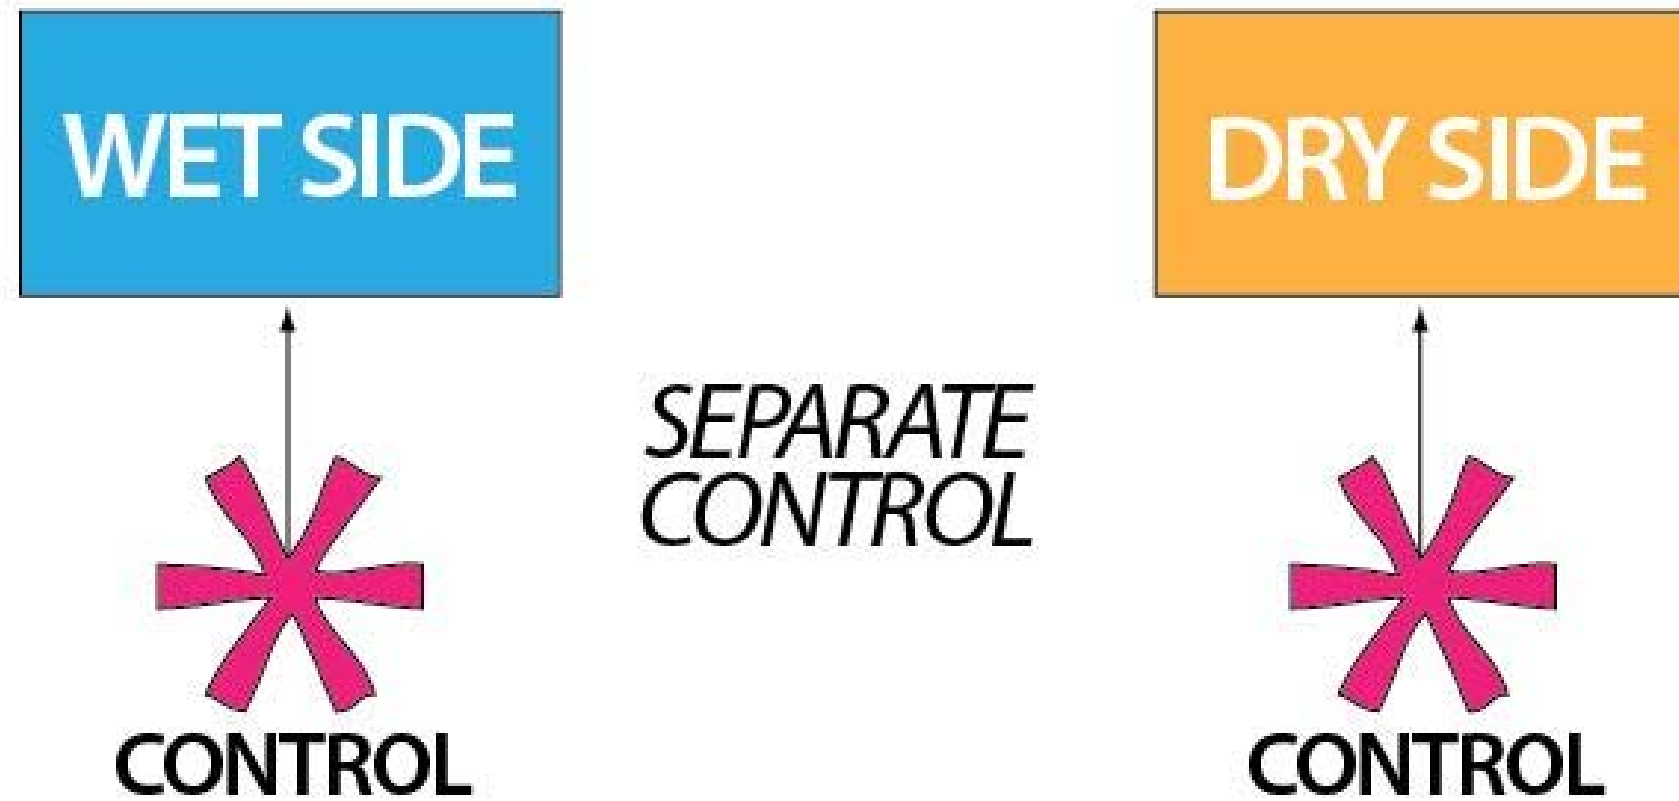 WET SIDE
DRY SIDE
SEPARATE
CONTROL
CONTROL
CONTROL